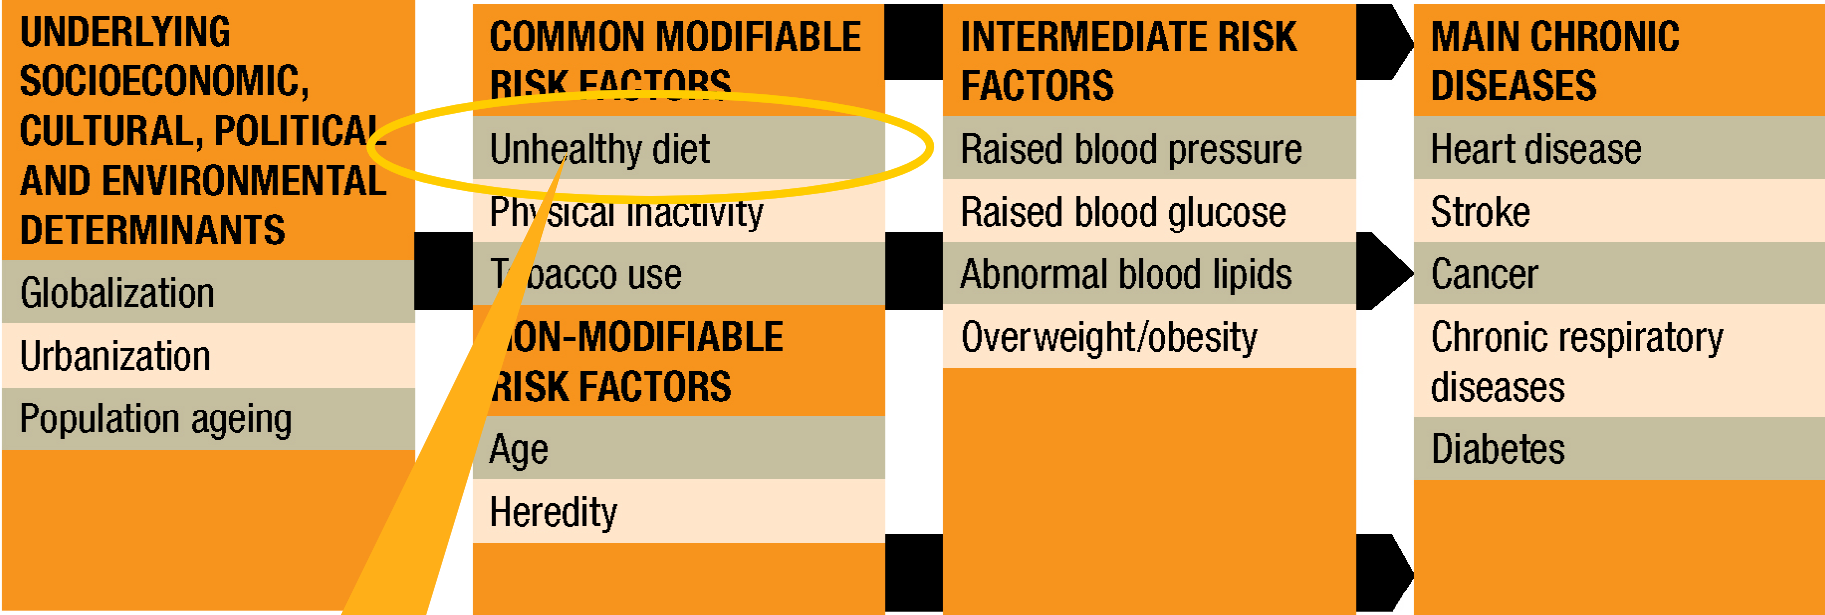 UNDERLYING
SOCIOECONOMIC,
CULTURAL, POLITICAL
AND ENVIRONMENTAL
DETERMINANTS
Globalization
Urbanization
Population ageing
COMMON MODIFIABLE
RISK FACTORS
Unhealthy diet
Physical inactivity
Tobacco use
NON-MODIFIABLE
RISK FACTORS
Age
Heredity
INTERMEDIATE RISK
FACTORS
Raised blood pressure
Raised blood glucose
Abnormal blood lipids
Overweight/obesity
MAIN CHRONIC
DISEASES
Heart disease
Stroke
Cancer
Chronic respiratory
diseases
Diabetes